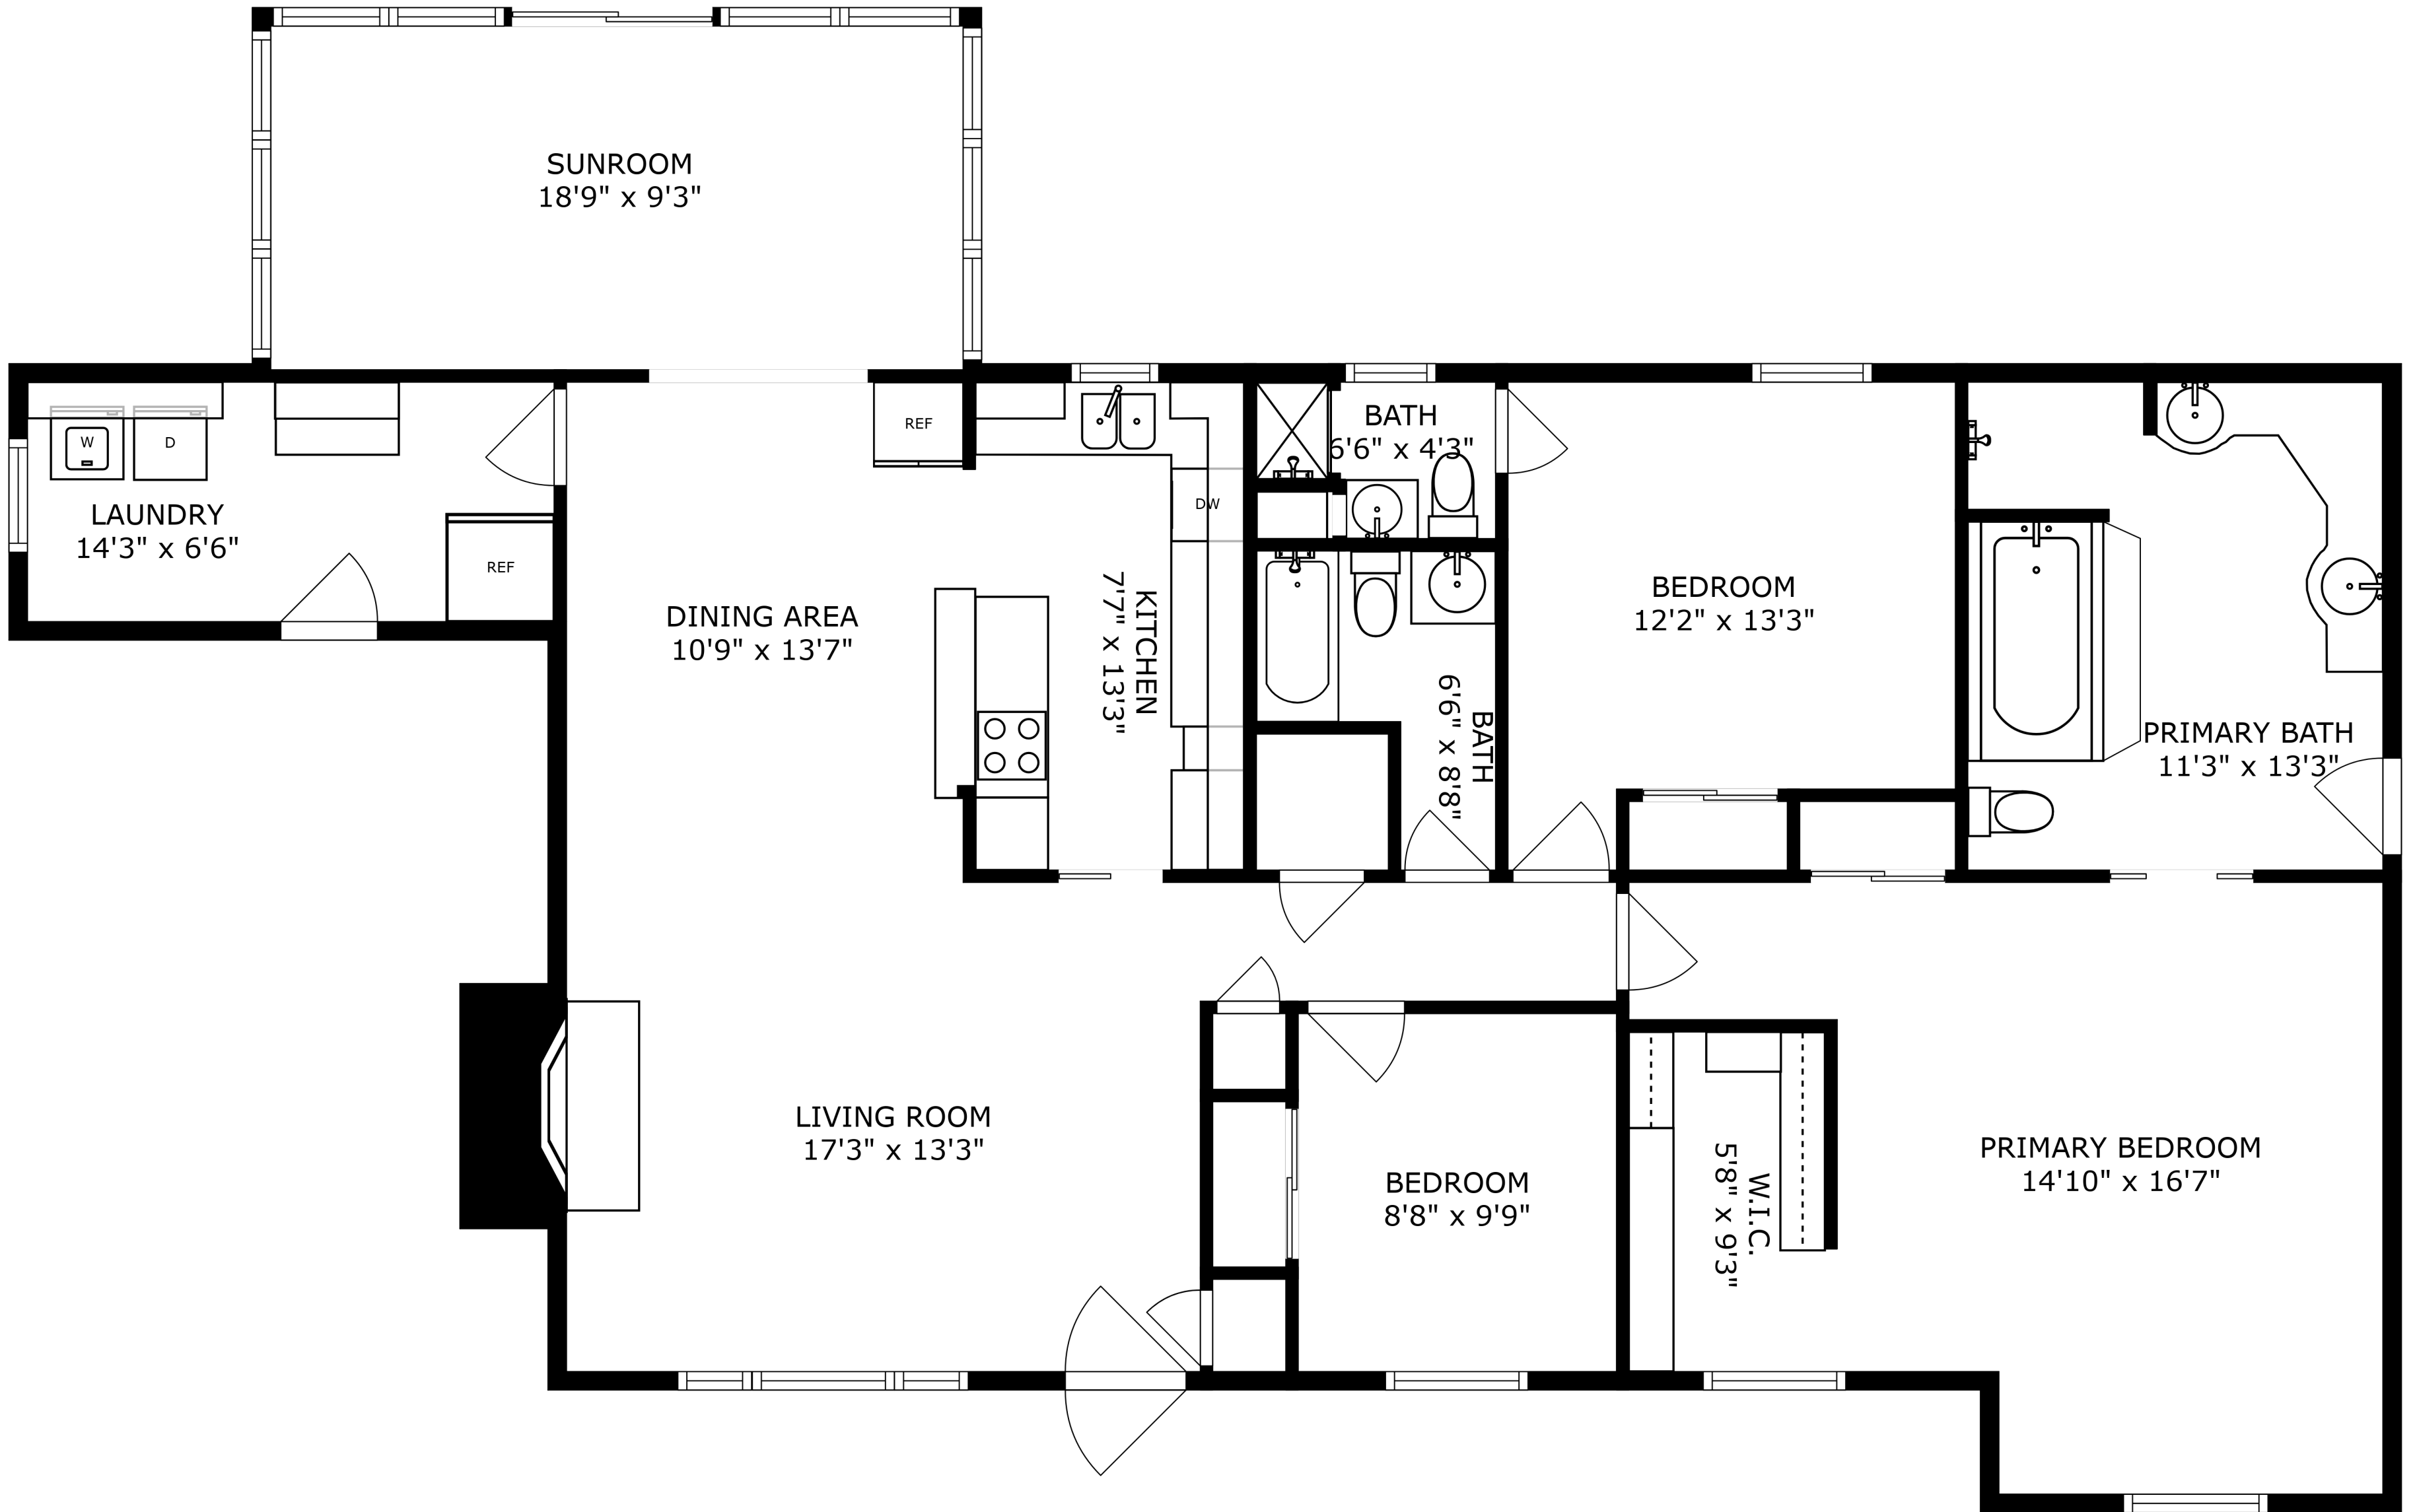 SUNROOM
18'9" x 9'3"
REF
BATH
6'6" x 4'3"
W
D
LAUNDRY
14'3" x 6'6"
REF
DW
DINING AREA
10'9" x 13'7"
KITCHEN
7'7" x 13'3"
BEDROOM
12'2" x 13'3"
BATH
6'6" x 8'8"
PRIMARY BATH
11'3" x 13'3"
LIVING ROOM
17'3" x 13'3"
BEDROOM
8'8" x 9'9"
W.I.C.
5'8" x 9'3"
PRIMARY BEDROOM
14'10" x 16'7"